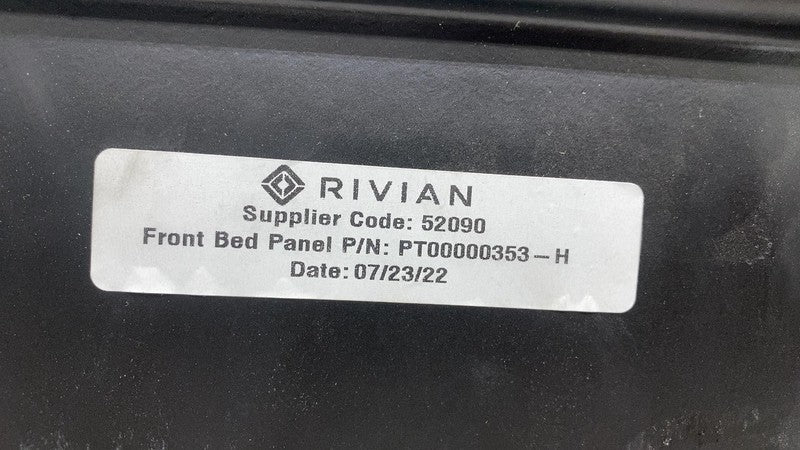 RIVIAN
Supplier Code: 52090
Front Bed Panel P/N: PT00000353-H
Date: 07/23/22